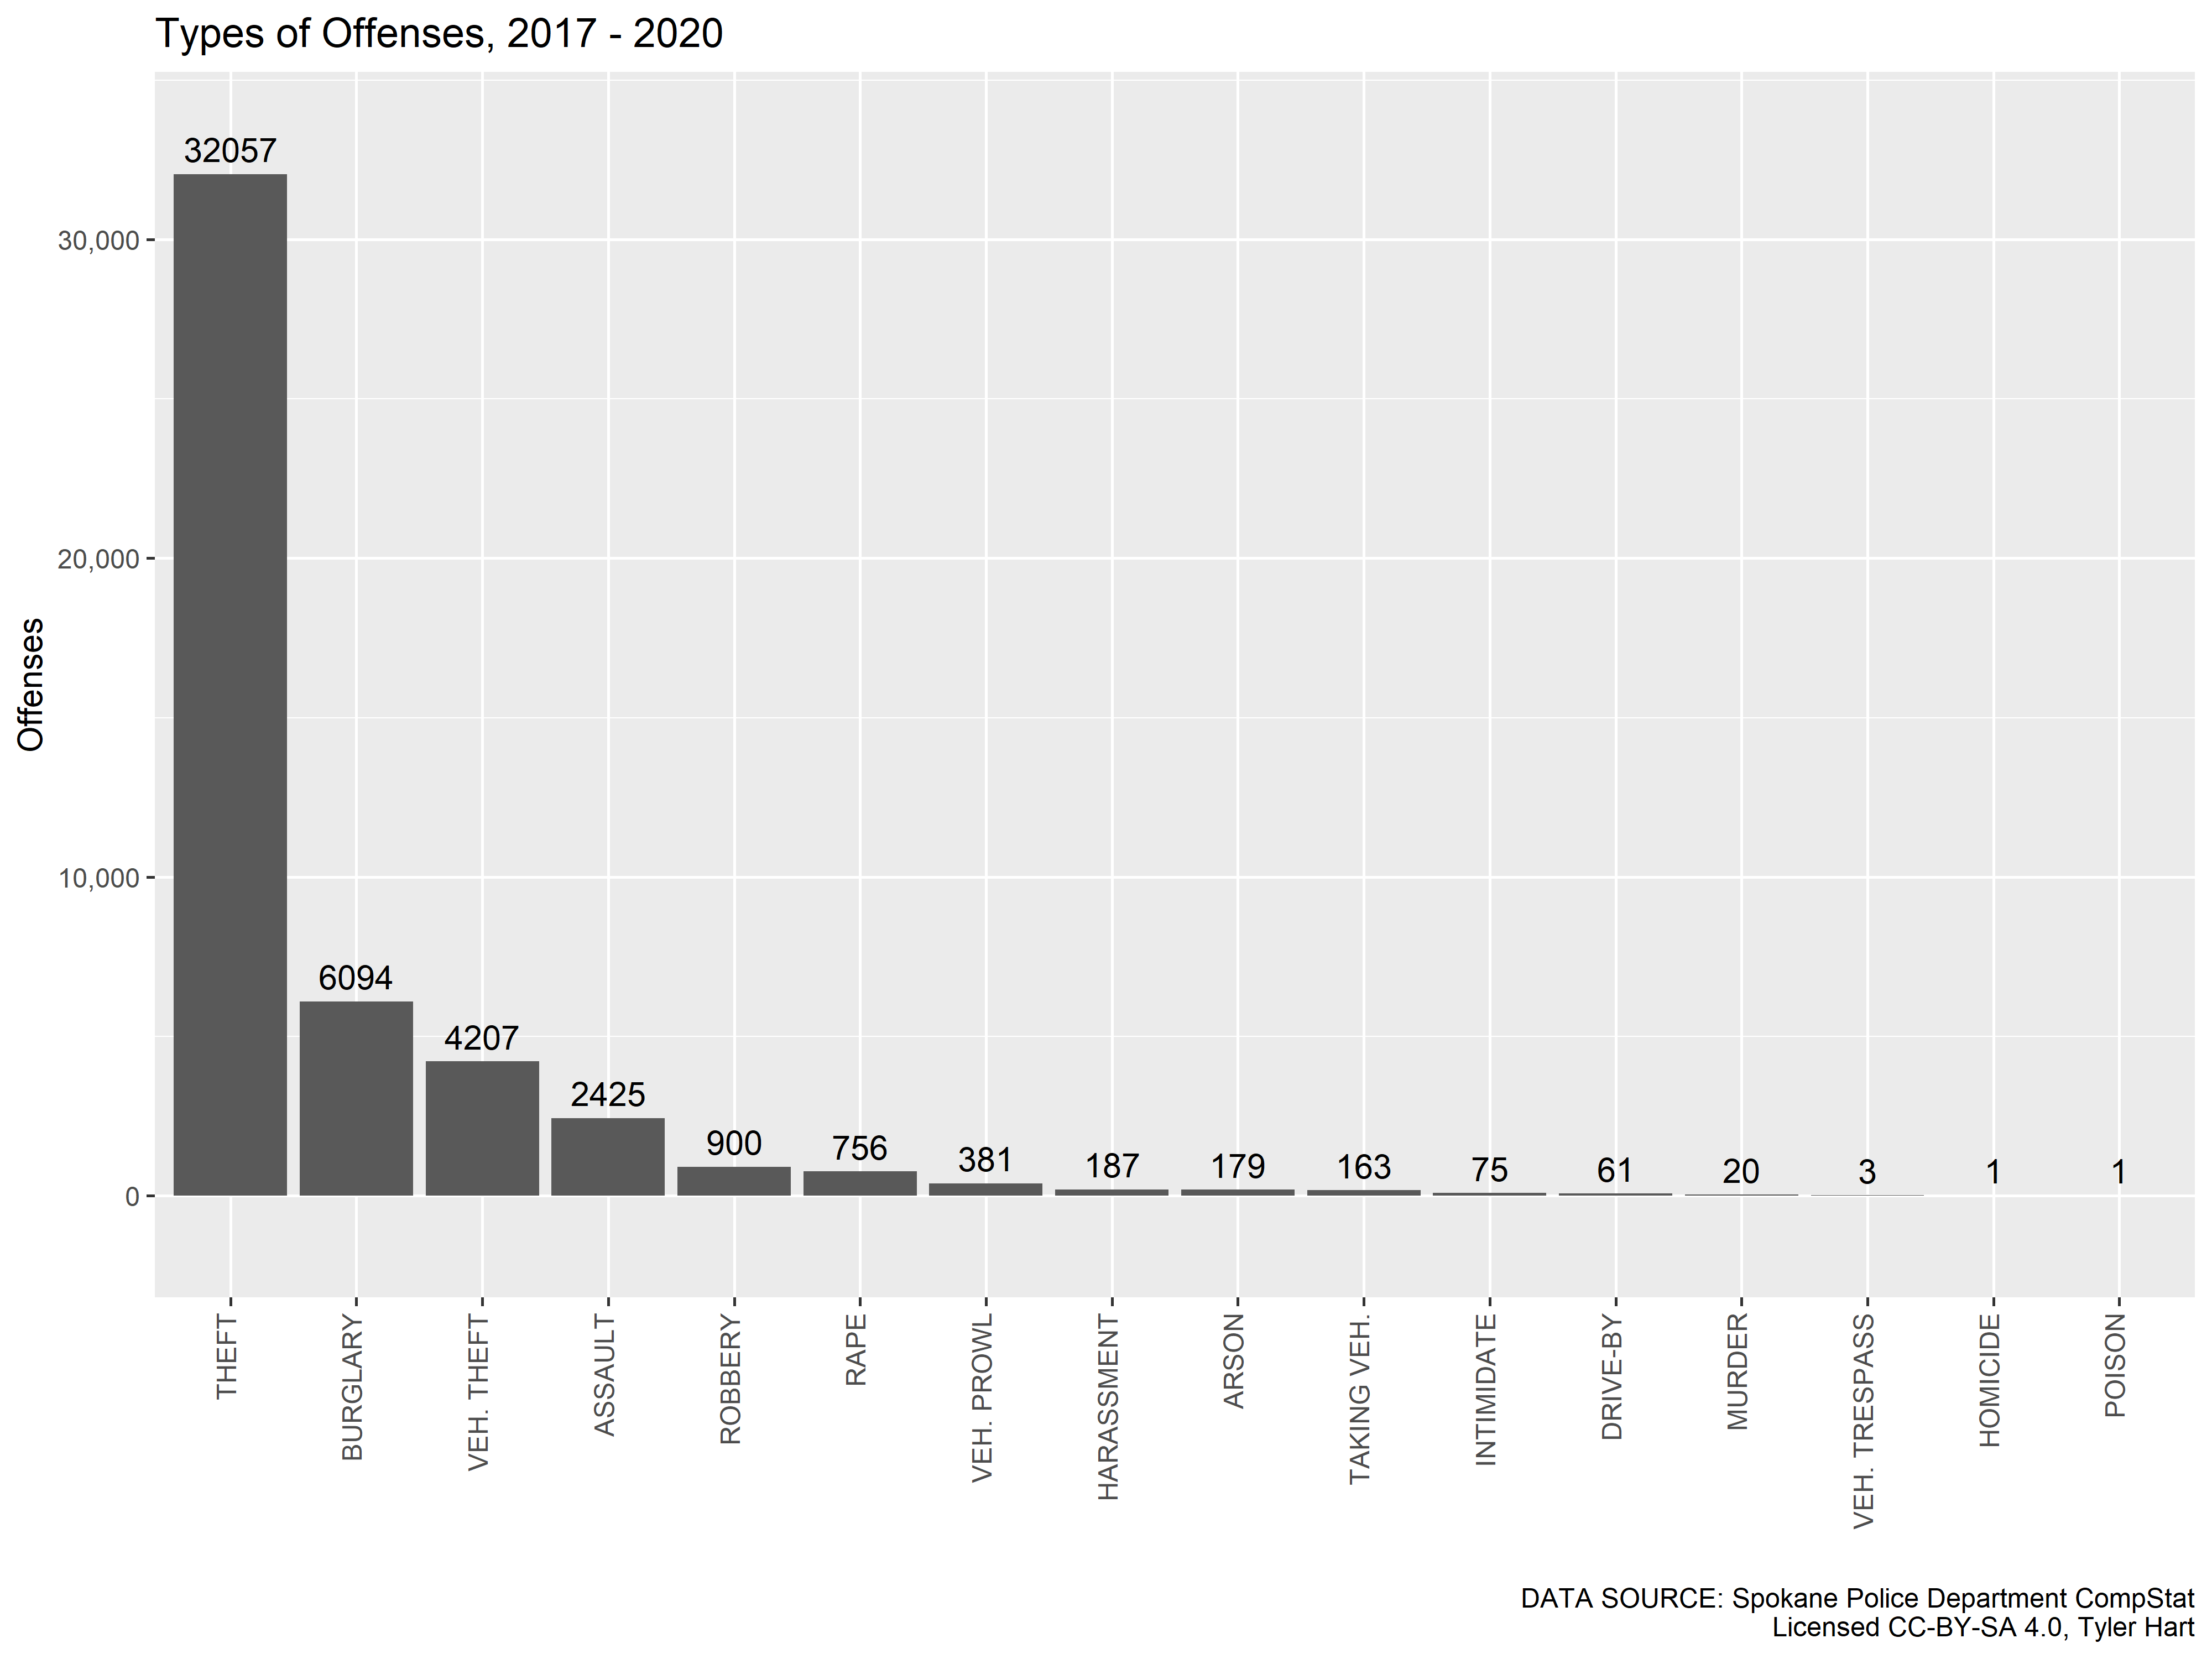 Types of Offenses, 2017 - 2020
Offenses
30,000
20,000
10,000
0
32057
6094
4207
2425
900
756
381
187
179
163
75
61
20
3
1
1
THEFT
BURGLARY
VEH. THEFT
ASSAULT
ROBBERY
RAPE
VEH. PROWL
HARASSMENT
ARSON
TAKING VEH.
INTIMIDATE
DRIVE-BY
MURDER
VEH. TRESPASS
HOMICIDE
POISON
DATA SOURCE: Spokane Police Department CompStat
Licensed CC-BY-SA 4.0, Tyler Hart